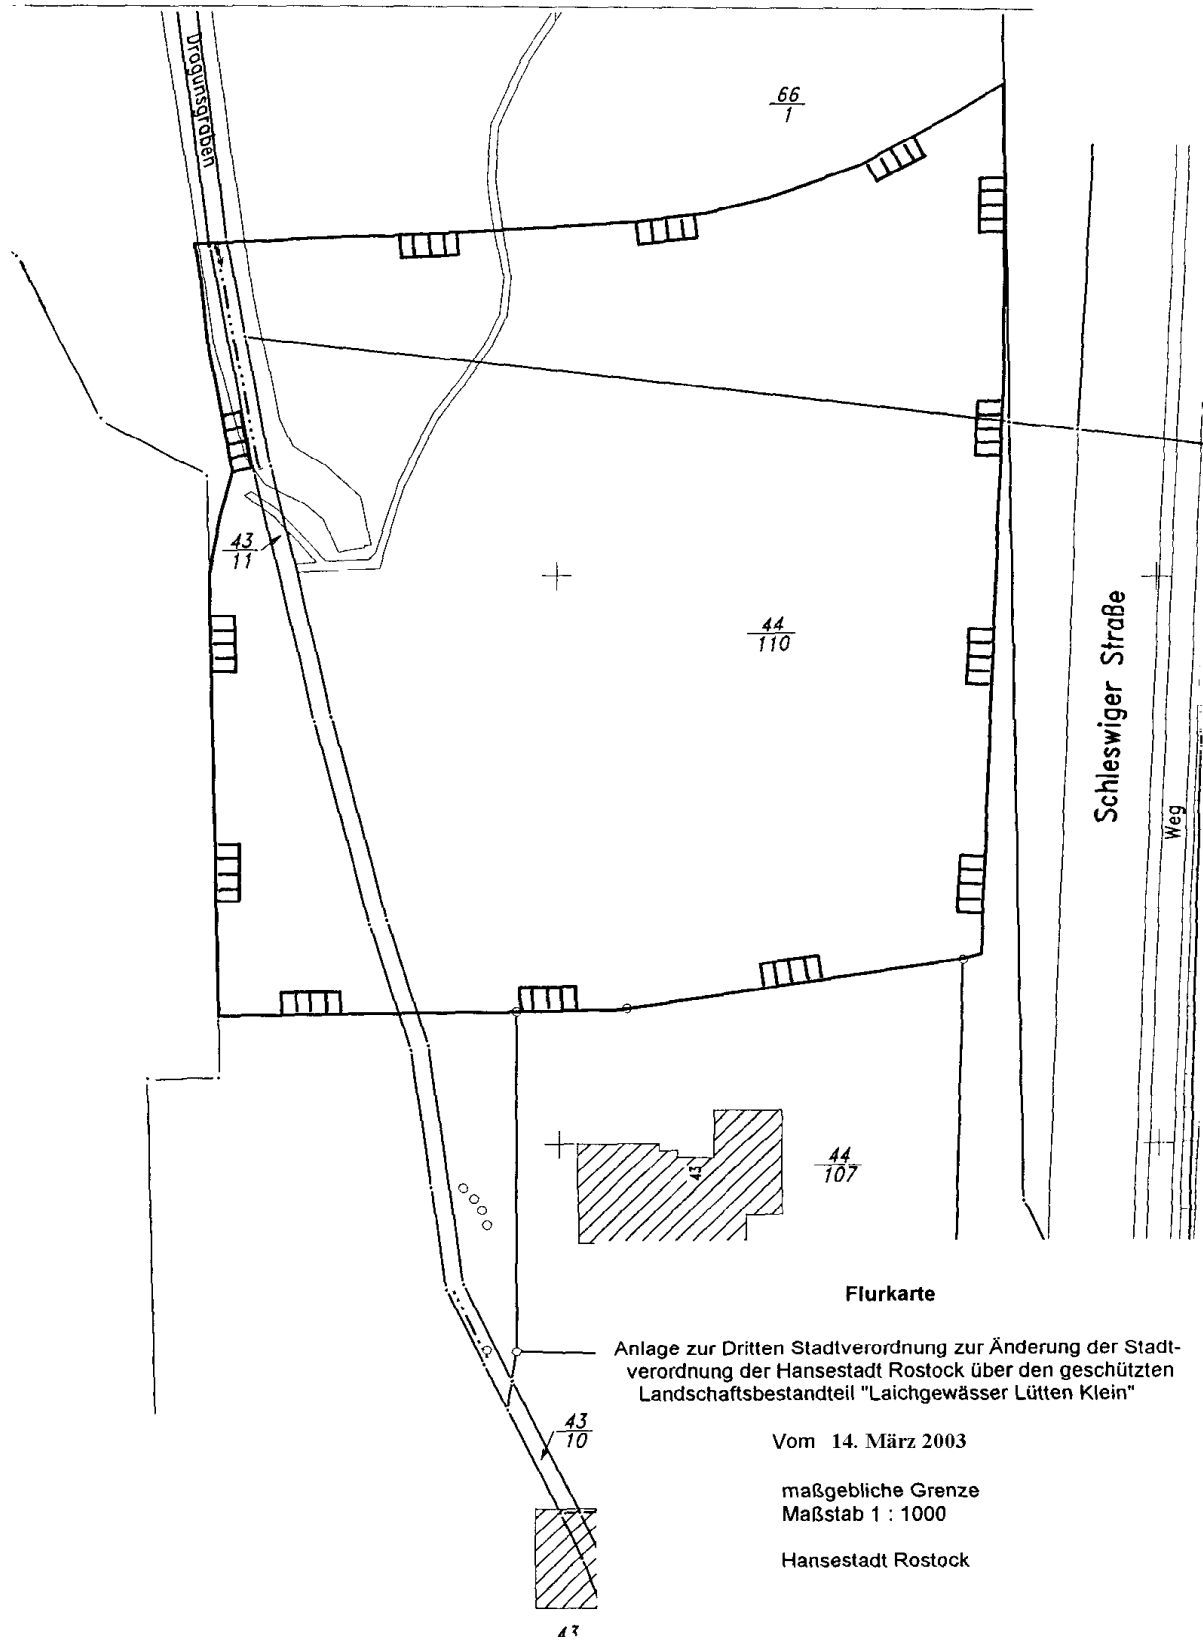 Dragunsgraben
66
1
43
11
44
110
Schleswiger Straße
Weg
43
44
107
Flurkarte
Anlage zur Dritten Stadtverordnung zur Änderung der Stadt-
verordnung der Hansestadt Rostock über den geschützten
Landschaftsbestandteil "Laichgewässer Lütten Klein"
Vom 14. März 2003
43
10
maßgebliche Grenze
Maßstab 1 : 1000
Hansestadt Rostock
43